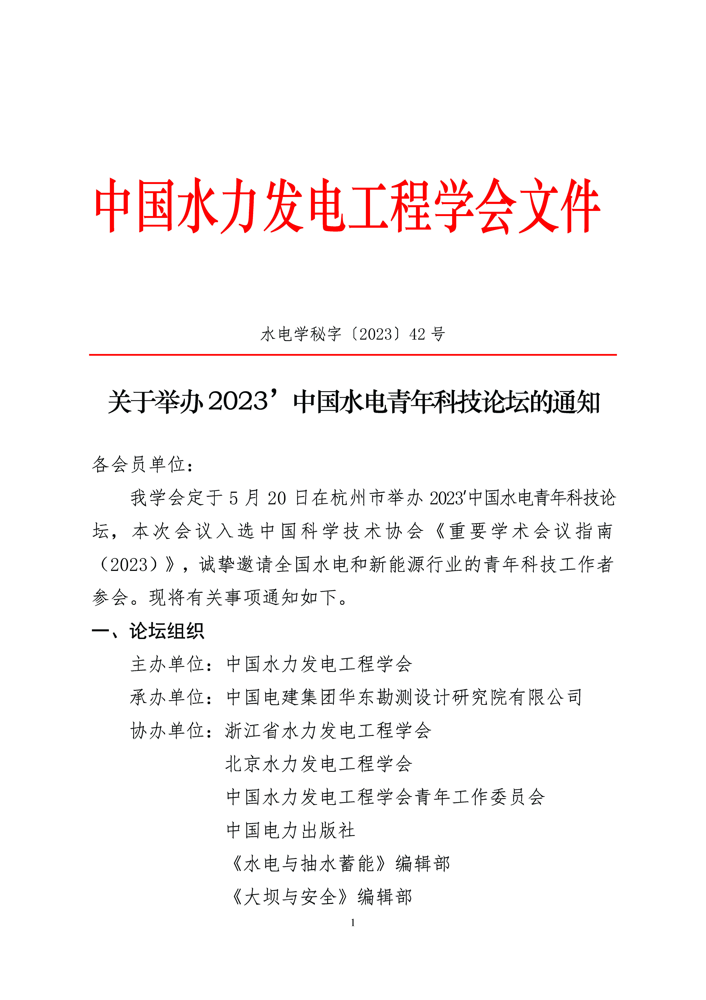 中国水力发电工程学会文件
水电学秘字〔2023〕42 号
关于举办 2023’中国水电青年科技论坛的通知
各会员单位：
我学会定于 5 月 20 日在杭州市举办 2023′中国水电青年科技论
坛，本次会议入选中国科学技术协会《重要学术会议指南
（2023）》，诚挚邀请全国水电和新能源行业的青年科技工作者
参会。现将有关事项通知如下。
一、论坛组织
主办单位：中国水力发电工程学会
承办单位：中国电建集团华东勘测设计研究院有限公司
协办单位：浙江省水力发电工程学会
北京水力发电工程学会
中国水力发电工程学会青年工作委员会
中国电力出版社
《水电与抽水蓄能》编辑部
《大坝与安全》编辑部
1